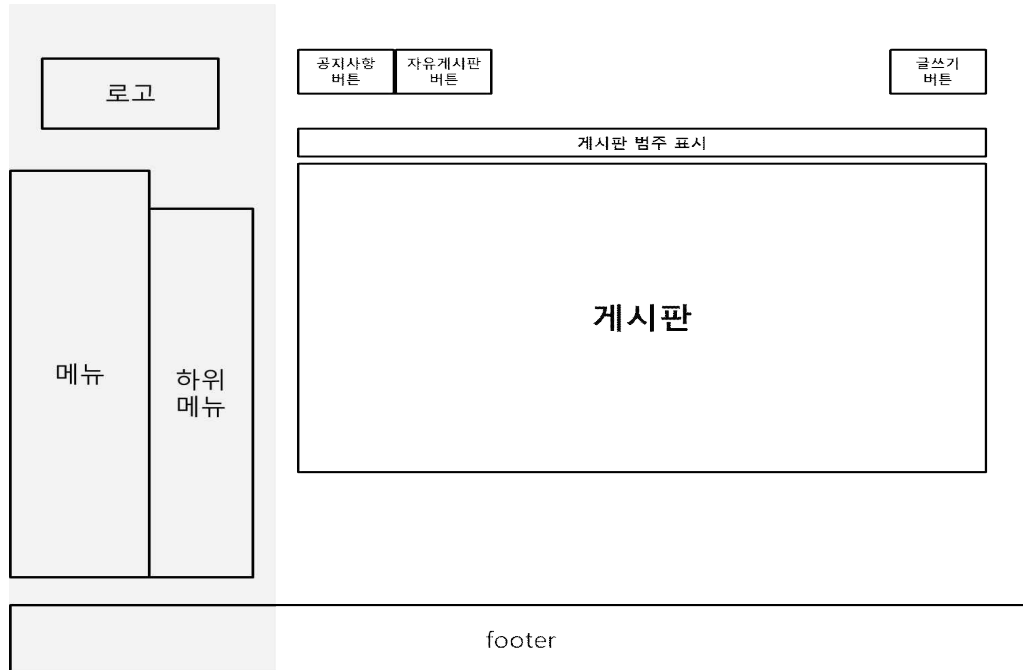 로고
공지사항
버튼
자유게시판
버튼
글쓰기
버튼
게시판 범주 표시
게시판
메뉴
하위
메뉴
footer